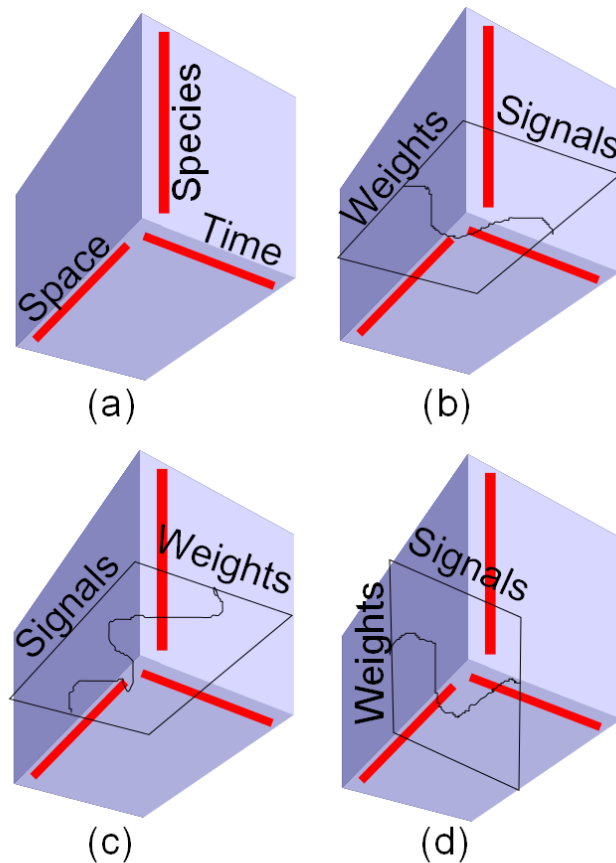 Species
Time
Space
(a)
Weights
Signals
(b)
Signals
Weights
(c)
Signals
Weights
(d)